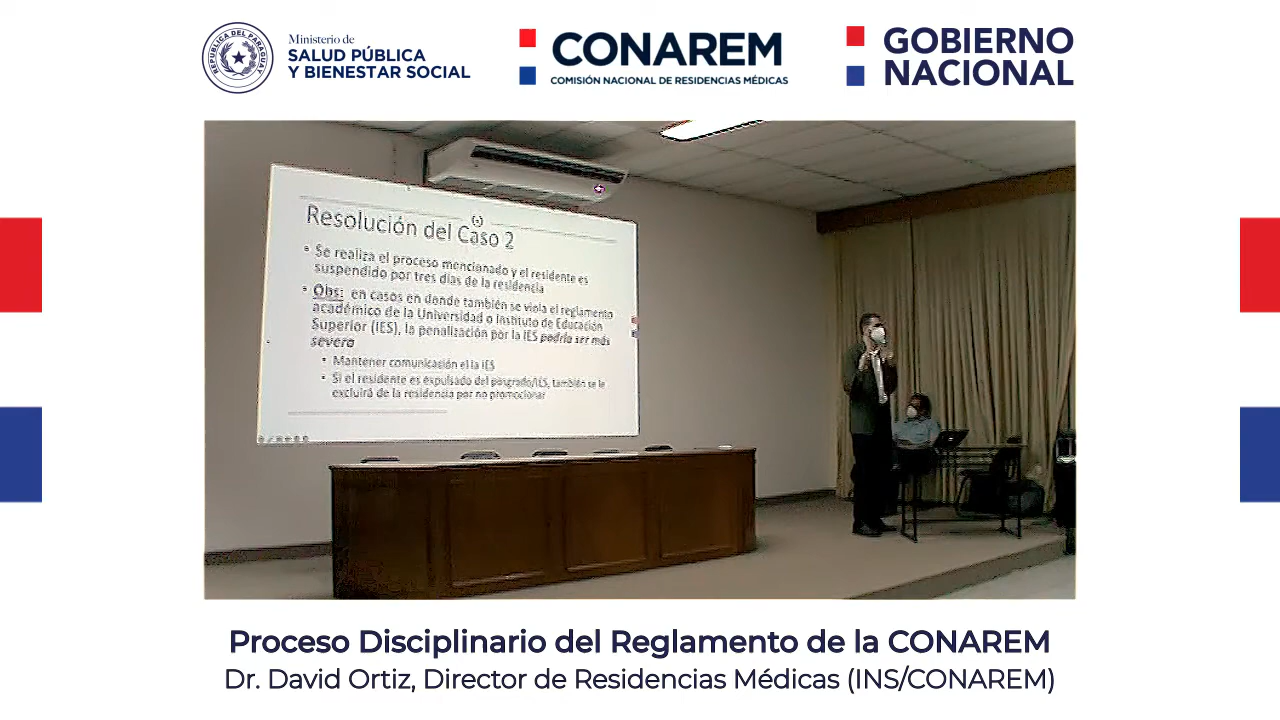 REPÚBLICA DEL PARAGUAY
Ministerio de
SALUD PÚBLICA
Y BIENESTAR SOCIAL
CONAREM
COMISIÓN NACIONAL DE RESIDENCIAS MÉDICAS
GOBIERNO
NACIONAL
Resolución del Caso 2
• Se realiza el proceso mencionado y el residente es
suspendido por tres días de la residencia
• Obs: en casos en donde también se viola el reglamento
académico de la Universidad o Instituto de Educación
Superior (IES), la penalización por la IES podría ser más
severa
• Mantener comunicación el la IES
• Si el residente es expulsado del posgrado/IES, también se le
excluirá de la residencia por no promocionar
Proceso Disciplinario del Reglamento de la CONAREM
Dr. David Ortiz, Director de Residencias Médicas (INS/CONAREM)